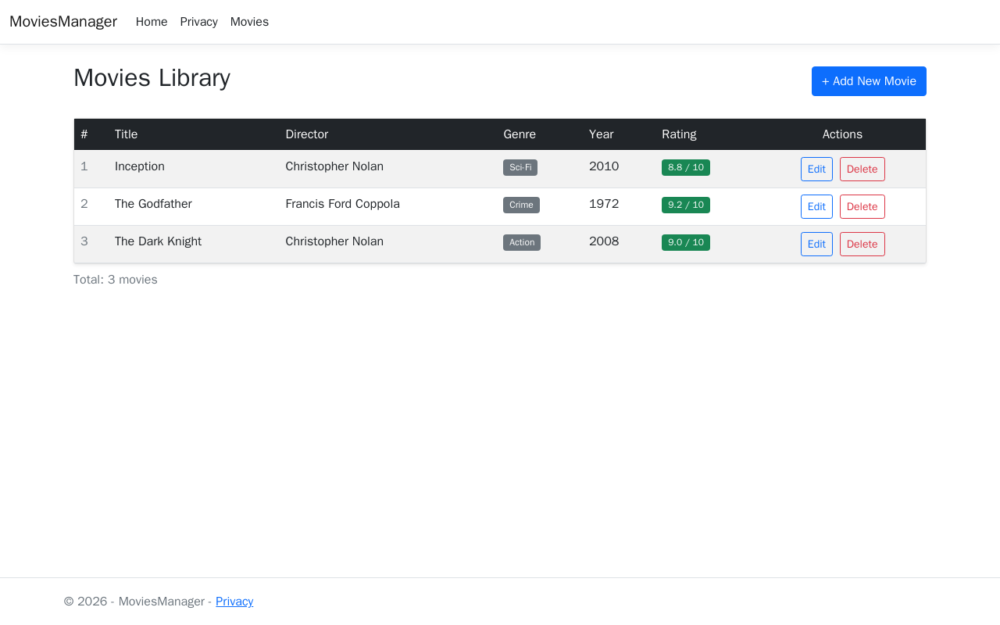 MoviesManager Home Privacy Movies
Movies Library
+ Add New Movie
# Title Director Genre Year Rating Actions
1 Inception Christopher Nolan Sci-Fi 2010 8.8 / 10 Edit Delete
2 The Godfather Francis Ford Coppola Crime 1972 9.2 / 10 Edit Delete
3 The Dark Knight Christopher Nolan Action 2008 9.0 / 10 Edit Delete
Total: 3 movies
© 2026 - MoviesManager - Privacy